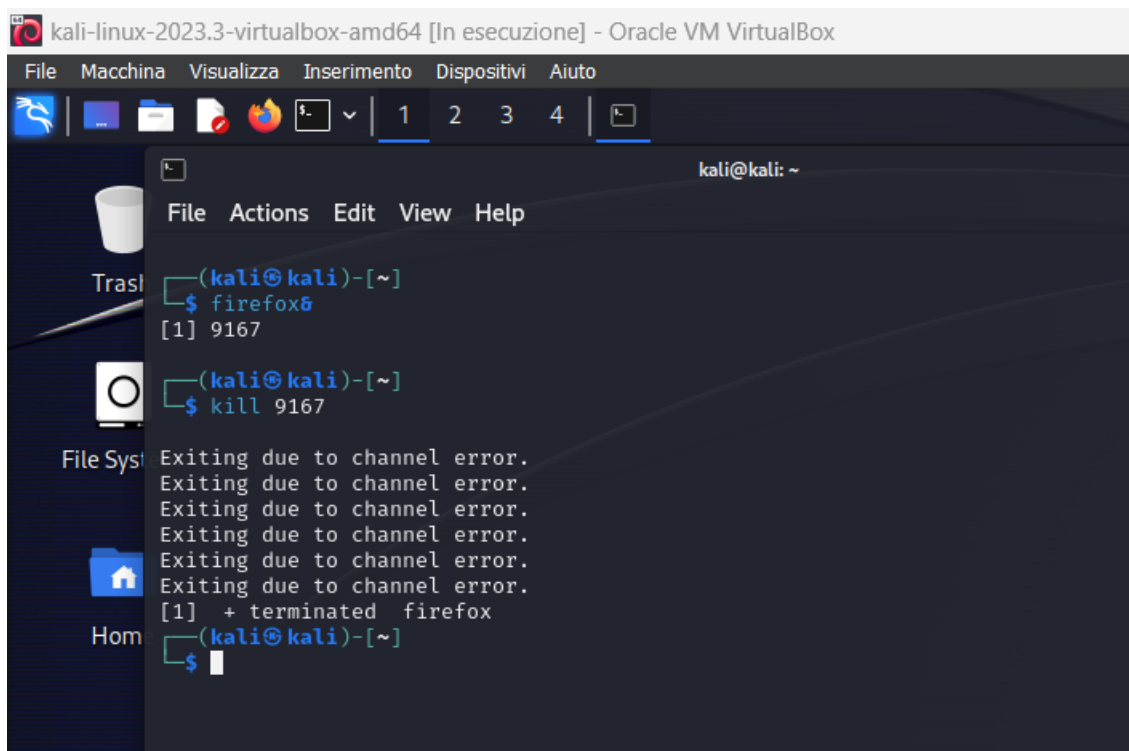 kali-linux-2023.3-virtualbox-amd64 [In esecuzione] - Oracle VM VirtualBox
File Macchina Visualizza Inserimento Dispositivi Aiuto
1 2 3 4
kali@kali: ~
File Actions Edit View Help
Trash
┌──(kali㉿kali)-[~]
└─$ firefox&
[1] 9167
┌──(kali㉿kali)-[~]
└─$ kill 9167
File Syst
Exiting due to channel error.
Exiting due to channel error.
Exiting due to channel error.
Exiting due to channel error.
Exiting due to channel error.
Exiting due to channel error.
[1]  + terminated  firefox
Home
┌──(kali㉿kali)-[~]
└─$